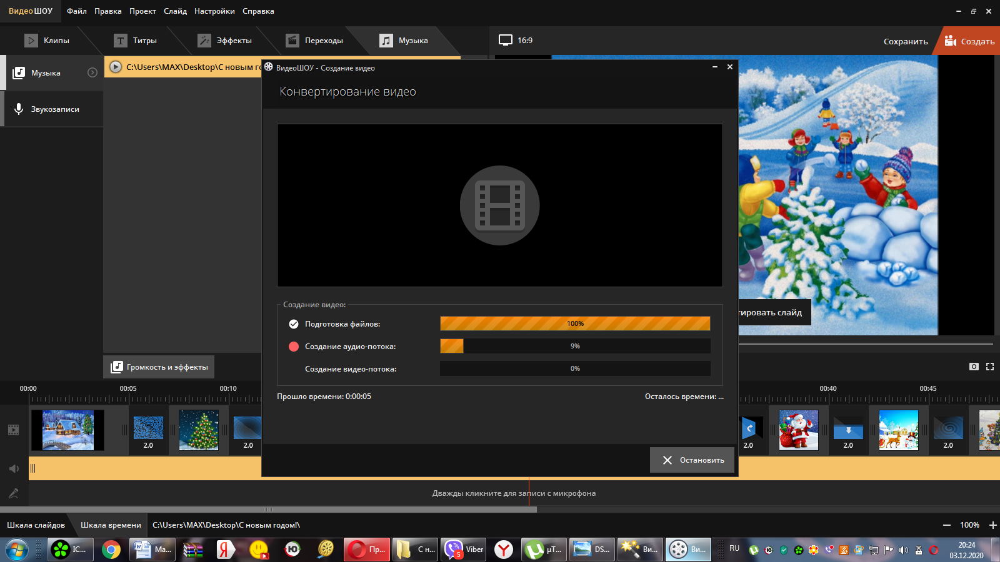 ВидеоШОУ Файл Правка Проект Слайд Настройки Справка
Клипы Титры Эффекты Переходы Музыка 16:9 Сохранить Создать
Музыка
Звукозаписи
C:\Users\MAX\Desktop\С новым го
ВидеоШОУ - Создание видео
Конвертирование видео
Создание видео:
Подготовка файлов: 100%
Создание аудио-потока: 9%
Создание видео-потока: 0%
Прошло времени: 0:00:05 Осталось времени: ...
Остановить
тировать слайд
Громкость и эффекты
00:00 00:05 00:10 00:40 00:45
2.0 2.0 2.0 2.0 2.0
Дважды кликните для записи с микрофона
Шкала слайдов Шкала времени C:\Users\MAX\Desktop\С новым годом!\ 100%
IC... Ма... Пр... С н... 5 Viber µT... DS... Ви... Ви... RU 20:24
03.12.2020